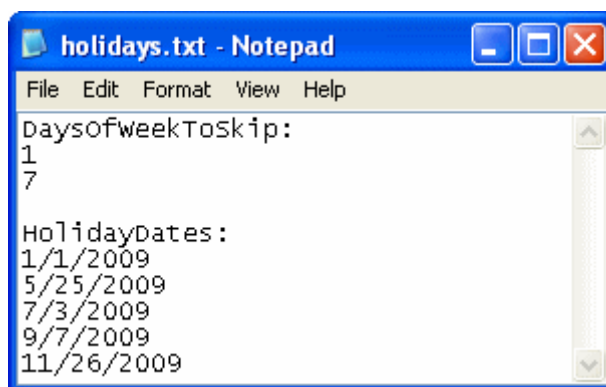 holidays.txt - Notepad
File Edit Format View Help
DaysOfWeekToSkip:
1
7
HolidayDates:
1/1/2009
5/25/2009
7/3/2009
9/7/2009
11/26/2009